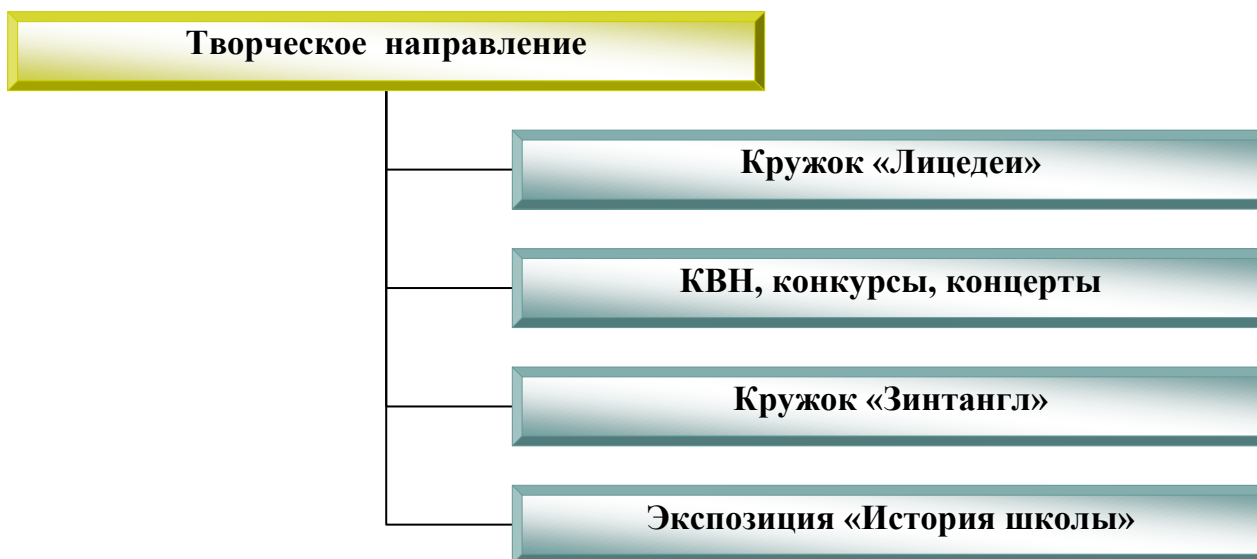 Творческое направление
Кружок «Лицедеи»
КВН, конкурсы, концерты
Кружок «Зинтангл»
Экспозиция «История школы»